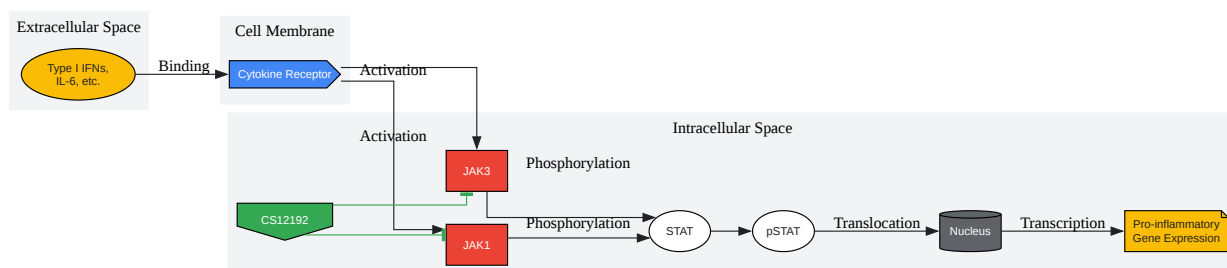 Extracellular Space
Type I IFNs,
IL-6, etc.
Binding
Cell Membrane
Cytokine Receptor
Activation
Activation
Intracellular Space
JAK3
Phosphorylation
CS12192
JAK1
Phosphorylation
STAT
pSTAT
Translocation
Nucleus
Transcription
Pro-inflammatory
Gene Expression